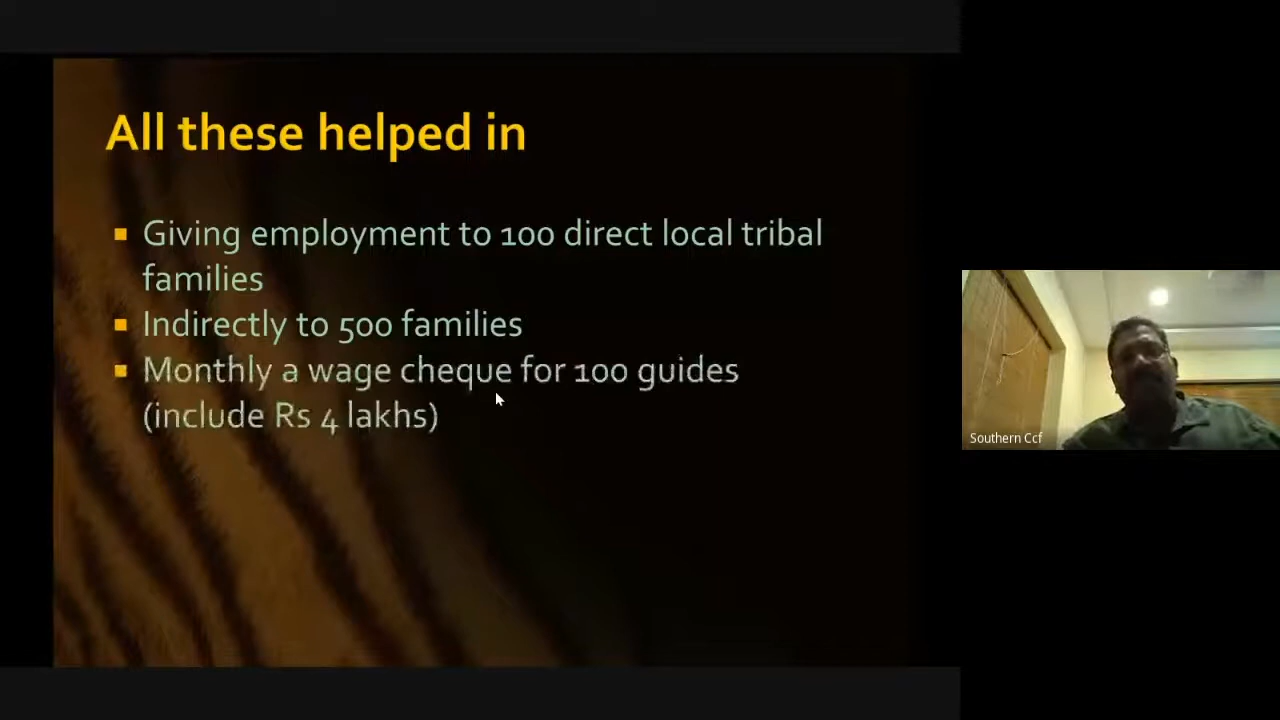 All these helped in
Giving employment to 100 direct local tribal
families
Indirectly to 500 families
Monthly a wage cheque for 100 guides
(include Rs 4 lakhs)
Southern Ccf